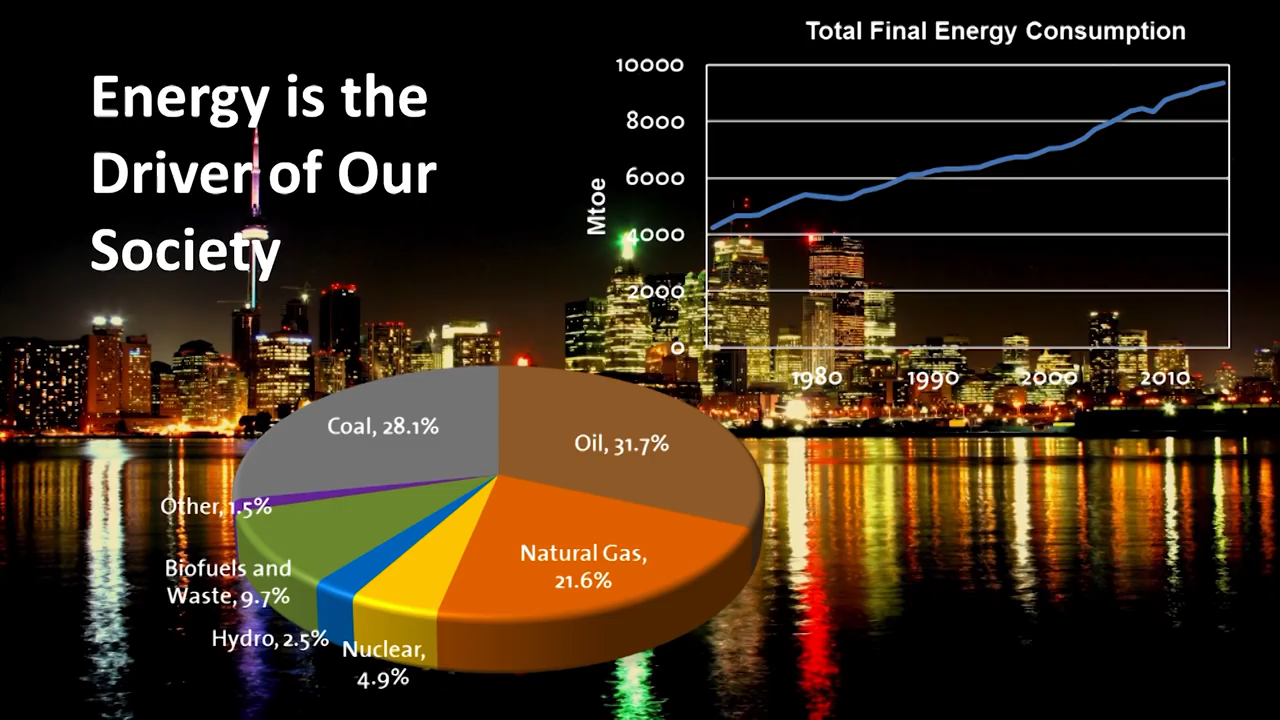 Energy is the
Driver of Our
Society
Total Final Energy Consumption
10000
8000
6000
4000
2000
0
Mtoe
1980 1990 2000 2010
Coal, 28.1%
Oil, 31.7%
Other, 1.5%
Natural Gas,
21.6%
Biofuels and
Waste, 9.7%
Hydro, 2.5%
Nuclear,
4.9%